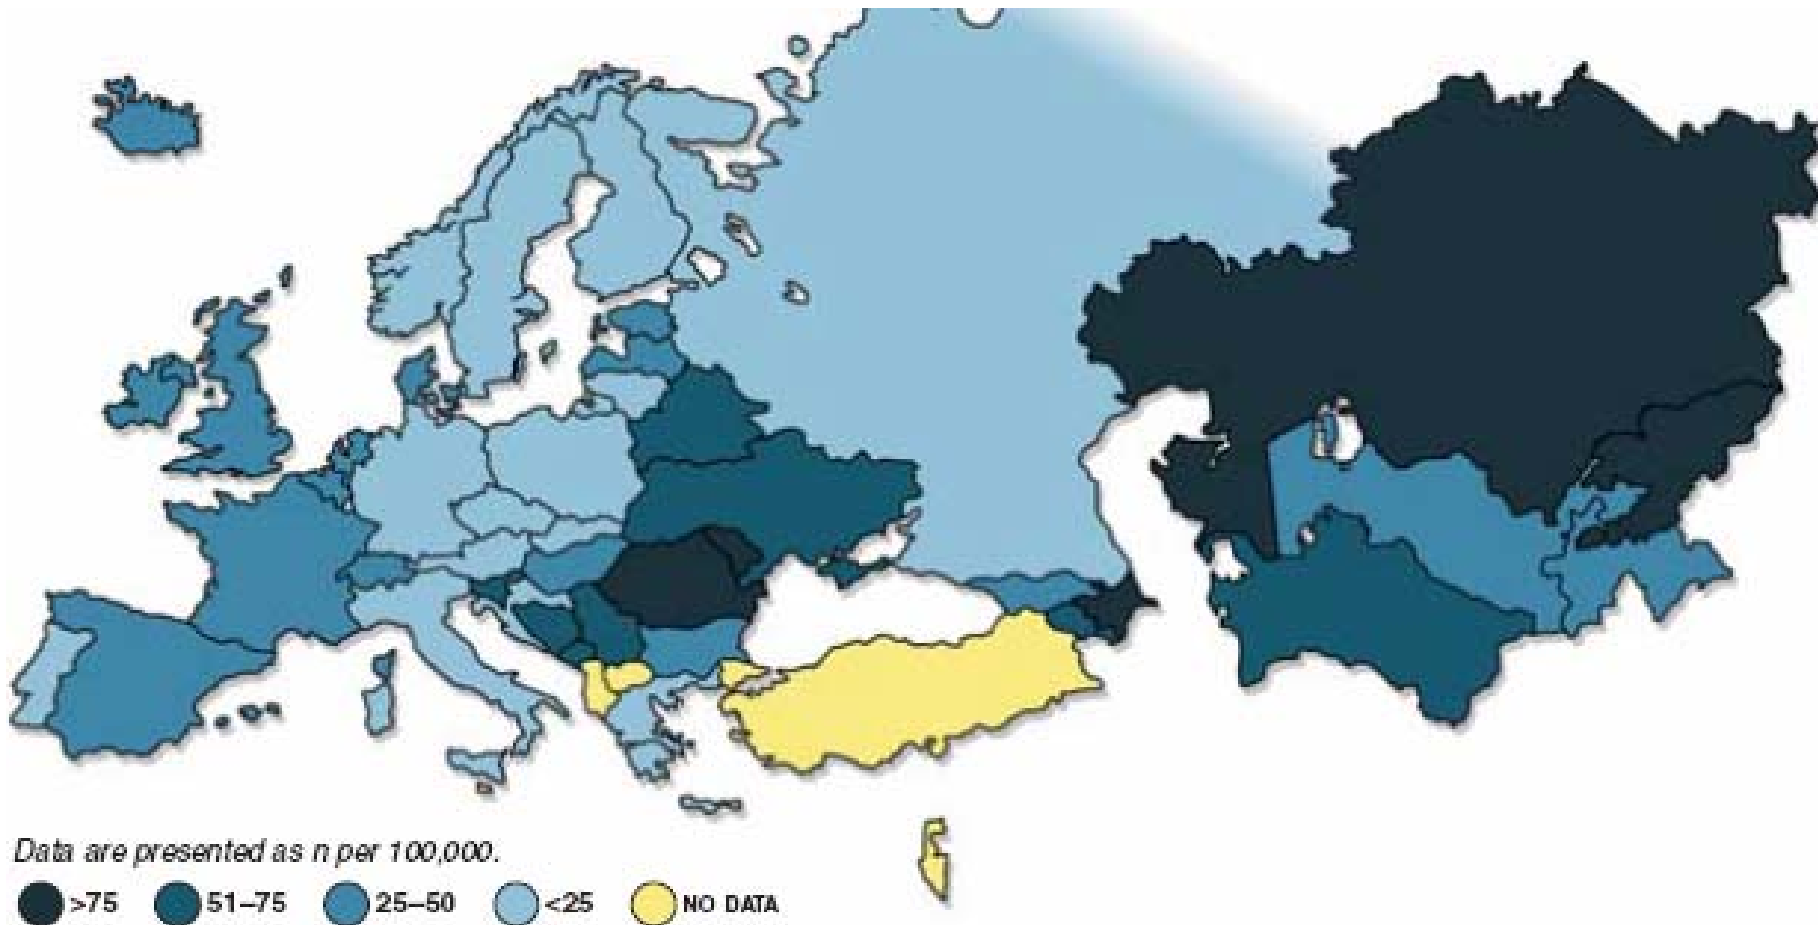 Data are presented as n per 100,000.
>75 51–75 25–50 <25 NO DATA